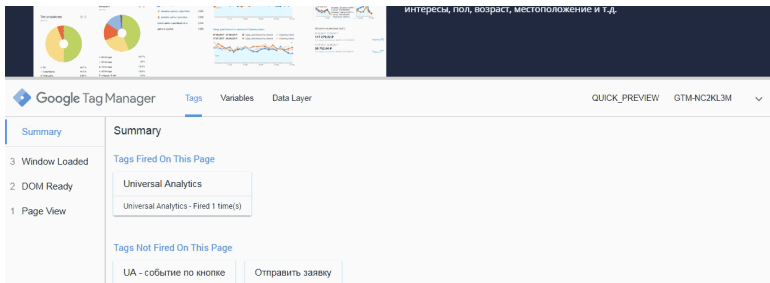 интересы, пол, возраст, местоположение и т.д.
Google Tag Manager
Tags
Variables
Data Layer
QUICK_PREVIEW
GTM-NC2KL3M
Summary
3 Window Loaded
2 DOM Ready
1 Page View
Summary
Tags Fired On This Page
Universal Analytics
Universal Analytics - Fired 1 time(s)
Tags Not Fired On This Page
UA - событие по кнопке
Отправить заявку